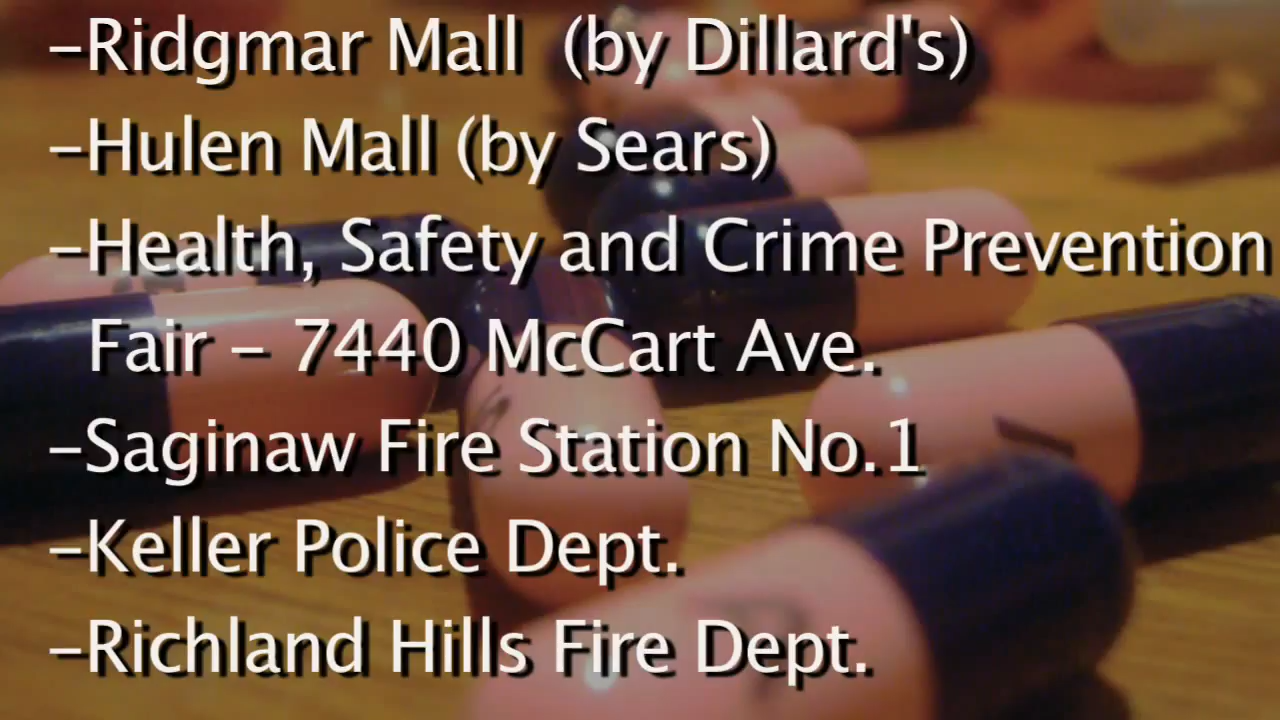 -Ridgmar Mall (by Dillard's)
-Hulen Mall (by Sears)
-Health, Safety and Crime Prevention
Fair - 7440 McCart Ave.
-Saginaw Fire Station No.1
-Keller Police Dept.
-Richland Hills Fire Dept.